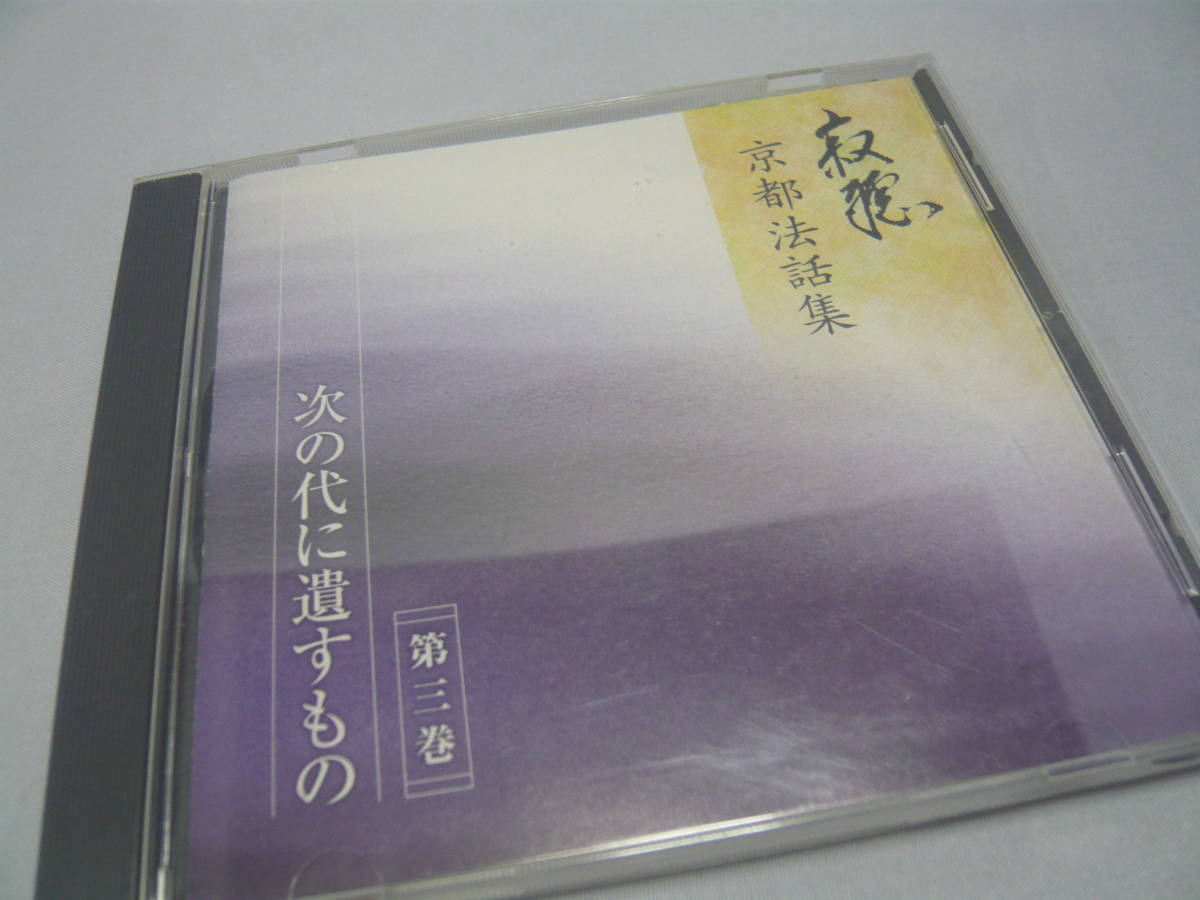 寂聴
京都法話集
次の代に遺すもの
第三巻